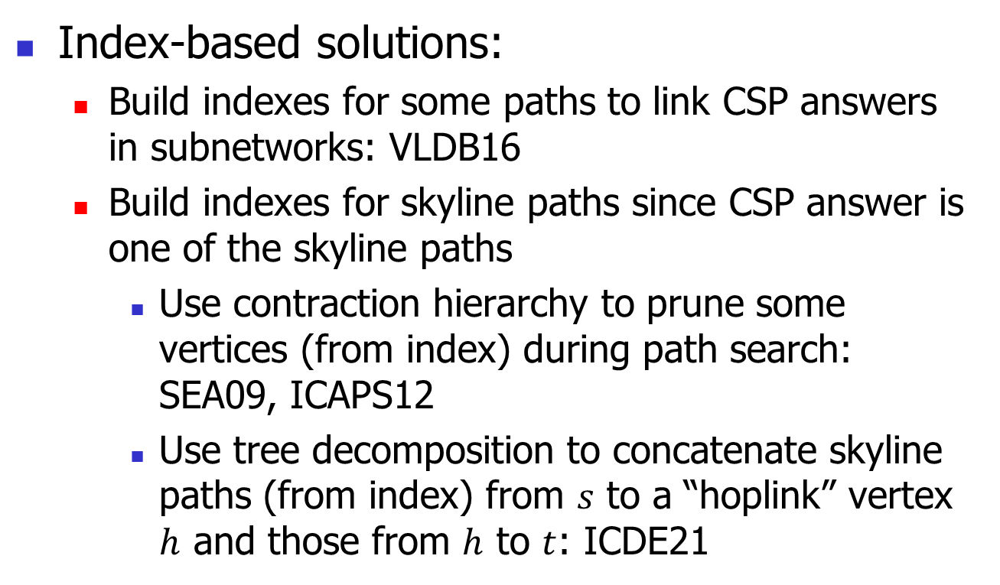 Index-based solutions:
Build indexes for some paths to link CSP answers
in subnetworks: VLDB16
Build indexes for skyline paths since CSP answer is
one of the skyline paths
Use contraction hierarchy to prune some
vertices (from index) during path search:
SEA09, ICAPS12
Use tree decomposition to concatenate skyline
paths (from index) from 𝑠 to a “hoplink” vertex
ℎ and those from ℎ to 𝑡: ICDE21